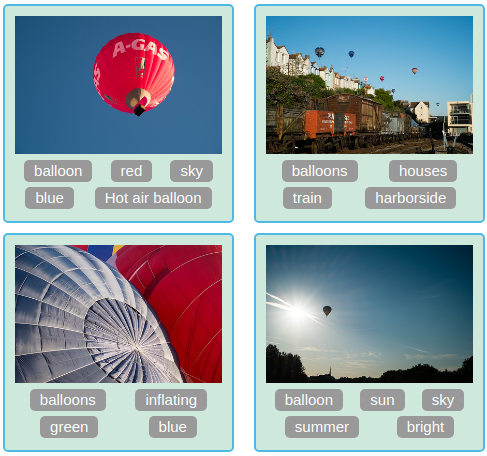 A-GAS
balloon red sky
blue Hot air balloon
balloons houses
train harborside
balloons inflating
green blue
balloon sun sky
summer bright